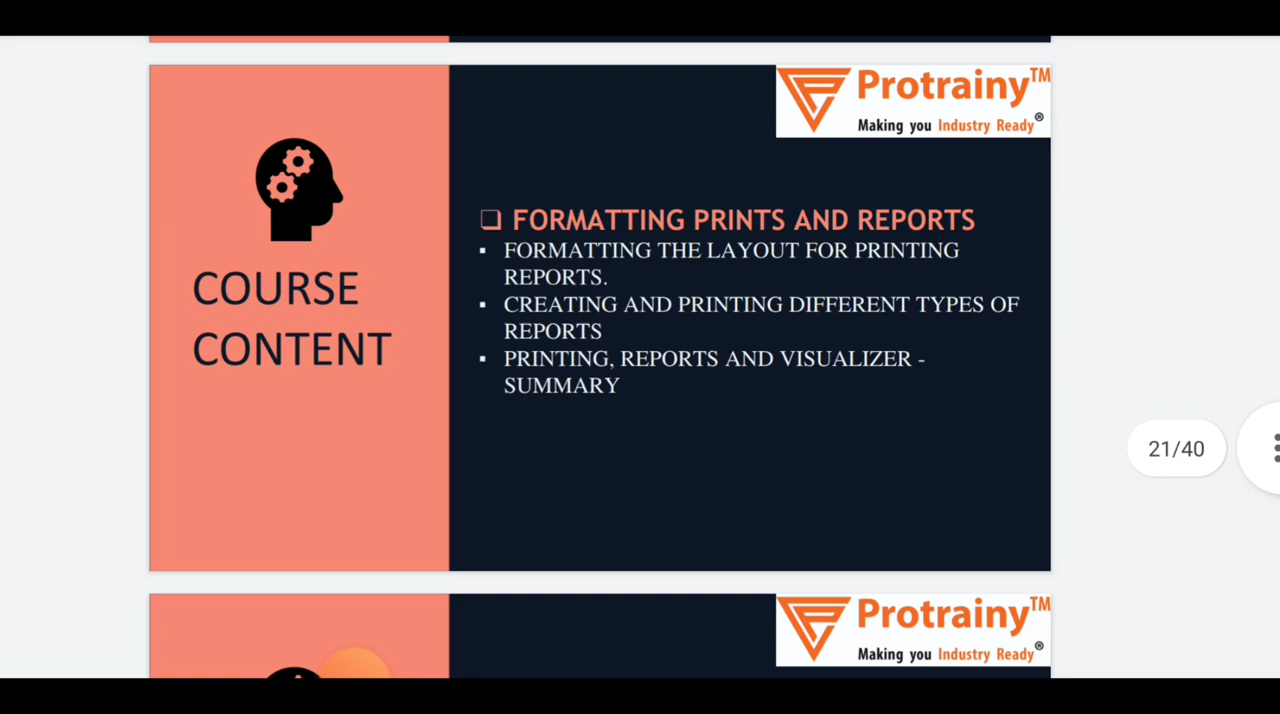 Protrainy™
Making you Industry Ready®
COURSE
CONTENT
❑ FORMATTING PRINTS AND REPORTS
▪ FORMATTING THE LAYOUT FOR PRINTING
REPORTS.
▪ CREATING AND PRINTING DIFFERENT TYPES OF
REPORTS
▪ PRINTING, REPORTS AND VISUALIZER -
SUMMARY
21/40
Protrainy™
Making you Industry Ready®